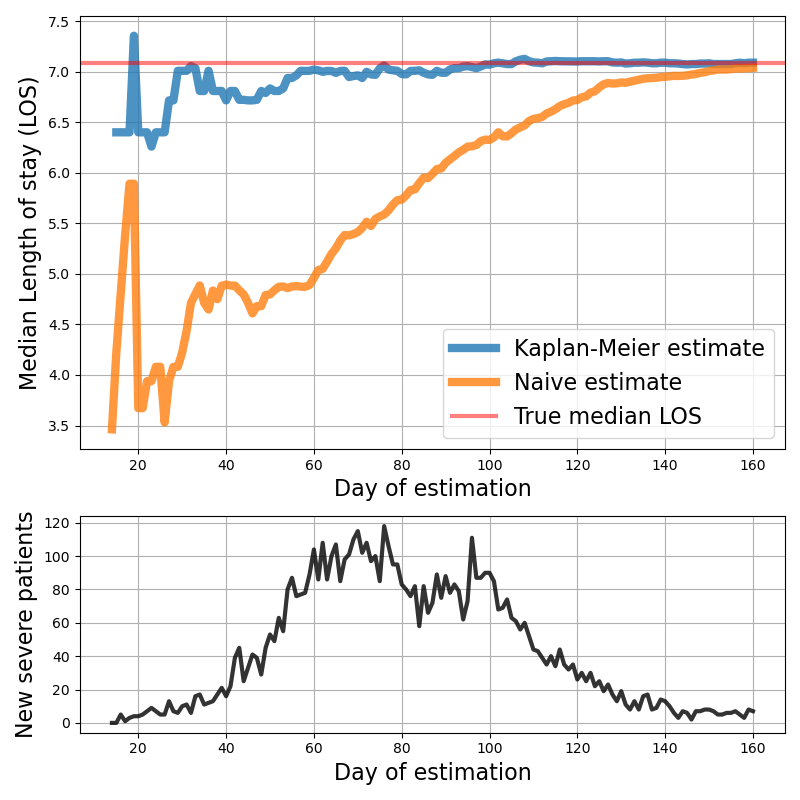 7.5
7.0
6.5
6.0
5.5
5.0
4.5
4.0
3.5
Median Length of stay (LOS)
Kaplan-Meier estimate
Naive estimate
True median LOS
20 40 60 80 100 120 140 160
Day of estimation
120
100
80
60
40
20
0
New severe patients
20 40 60 80 100 120 140 160
Day of estimation